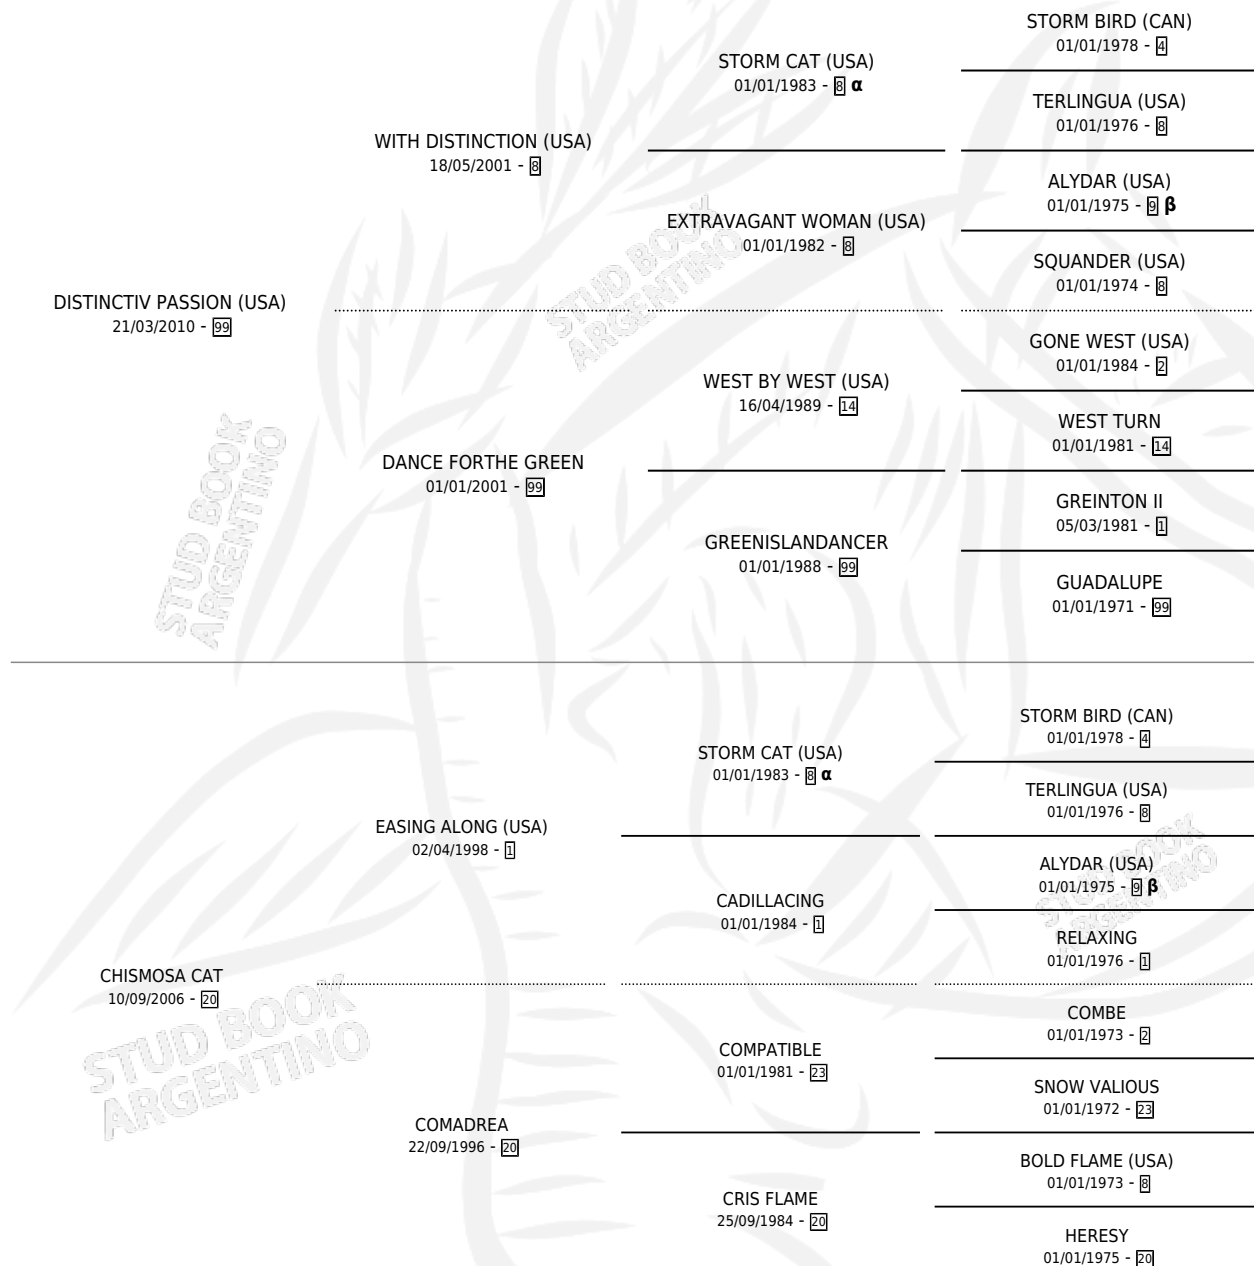 STORM BIRD (CAN)
01/01/1978 - 4
STORM CAT (USA)
01/01/1983 - 8 α
TERLINGUA (USA)
01/01/1976 - 8
WITH DISTINCTION (USA)
18/05/2001 - 8
ALYDAR (USA)
01/01/1975 - 9 β
EXTRAVAGANT WOMAN (USA)
01/01/1982 - 8
SQUANDER (USA)
01/01/1974 - 8
DISTINCTIV PASSION (USA)
21/03/2010 - 99
GONE WEST (USA)
01/01/1984 - 2
WEST BY WEST (USA)
16/04/1989 - 14
WEST TURN
01/01/1981 - 14
DANCE FORTHE GREEN
01/01/2001 - 99
GREINTON II
05/03/1981 - 1
GREENISLANDANCER
01/01/1988 - 99
GUADALUPE
01/01/1971 - 99
STORM BIRD (CAN)
01/01/1978 - 4
STORM CAT (USA)
01/01/1983 - 8 α
TERLINGUA (USA)
01/01/1976 - 8
EASING ALONG (USA)
02/04/1998 - 1
ALYDAR (USA)
01/01/1975 - 9 β
CADILLACING
01/01/1984 - 1
RELAXING
01/01/1976 - 1
CHISMOSA CAT
10/09/2006 - 20
COMBE
01/01/1973 - 2
COMPATIBLE
01/01/1981 - 23
SNOW VALIOUS
01/01/1972 - 23
COMADREA
22/09/1996 - 20
BOLD FLAME (USA)
01/01/1973 - 8
CRIS FLAME
25/09/1984 - 20
HERESY
01/01/1975 - 20
STUD BOOK
ARGENTINO
STUD BOOK
ARGENTINO
STUD BOOK
ARGENTINO
STUD BOOK
ARGENTINO